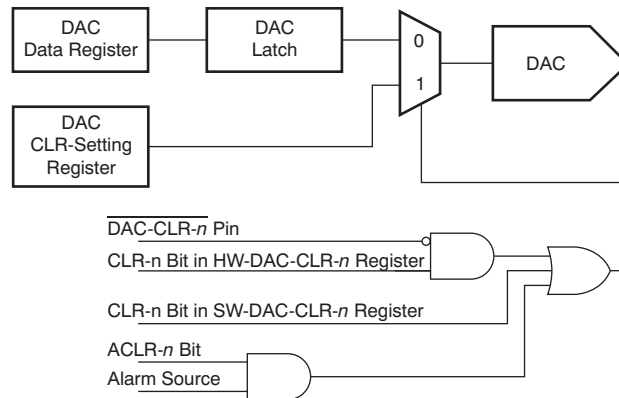 DAC
Data Register
DAC
Latch
0
1
DAC
DAC
CLR-Setting
Register
DAC-CLR-n Pin
CLR-n Bit in HW-DAC-CLR-n Register
CLR-n Bit in SW-DAC-CLR-n Register
ACLR-n Bit
Alarm Source